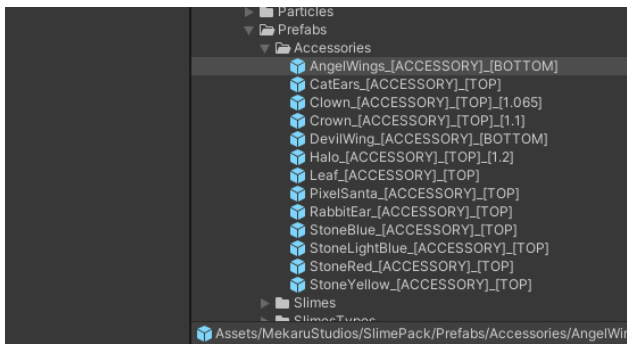 Particles
Prefabs
Accessories
AngelWings_[ACCESSORY]_[BOTTOM]
CatEars_[ACCESSORY]_[TOP]
Clown_[ACCESSORY]_[TOP]_[1.065]
Crown_[ACCESSORY]_[TOP]_[1.1]
DevilWing_[ACCESSORY]_[BOTTOM]
Halo_[ACCESSORY]_[TOP]_[1.2]
Leaf_[ACCESSORY]_[TOP]
PixelSanta_[ACCESSORY]_[TOP]
RabbitEar_[ACCESSORY]_[TOP]
StoneBlue_[ACCESSORY]_[TOP]
StoneLightBlue_[ACCESSORY]_[TOP]
StoneRed_[ACCESSORY]_[TOP]
StoneYellow_[ACCESSORY]_[TOP]
Slimes
SlimesTypes
Assets/MekaruStudios/SlimePack/Prefabs/Accessories/AngelWin